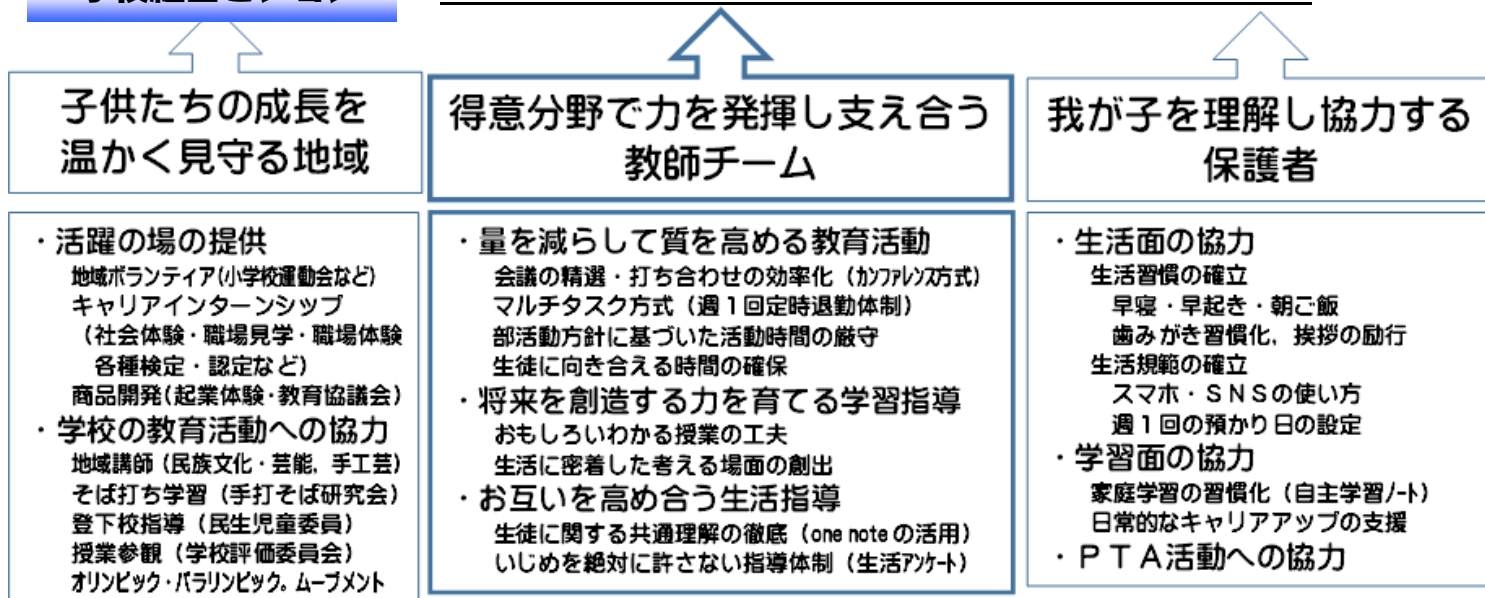 子供たちの成長を
温かく見守る地域
・活躍の場の提供
地域ボランティア(小学校運動会など)
キャリアインターンシップ
(社会体験・職場見学・職場体験
各種検定・認定など)
商品開発(起業体験・教育協議会)
・学校の教育活動への協力
地域講師(民族文化・芸能,手工芸)
そば打ち学習(手打そば研究会)
登下校指導(民生児童委員)
授業参観(学校評価委員会)
オリンピック・パラリンピック。ムーブメント
得意分野で力を発揮し支え合う
教師チーム
・量を減らして質を高める教育活動
会議の精選・打ち合わせの効率化(カンファレンス方式)
マルチタスク方式(週1回定時退勤体制)
部活動方針に基づいた活動時間の厳守
生徒に向き合える時間の確保
・将来を創造する力を育てる学習指導
おもしろいわかる授業の工夫
生活に密着した考える場面の創出
・お互いを高め合う生活指導
生徒に関する共通理解の徹底(one noteの活用)
いじめを絶対に許さない指導体制(生活アンケート)
我が子を理解し協力する
保護者
・生活面の協力
生活習慣の確立
早寝・早起き・朝ご飯
歯みがき習慣化,挨拶の励行
生活規範の確立
スマホ・SNSの使い方
週1回の預かり日の設定
・学習面の協力
家庭学習の習慣化(自主学習ノート)
日常的なキャリアアップの支援
・PTA活動への協力